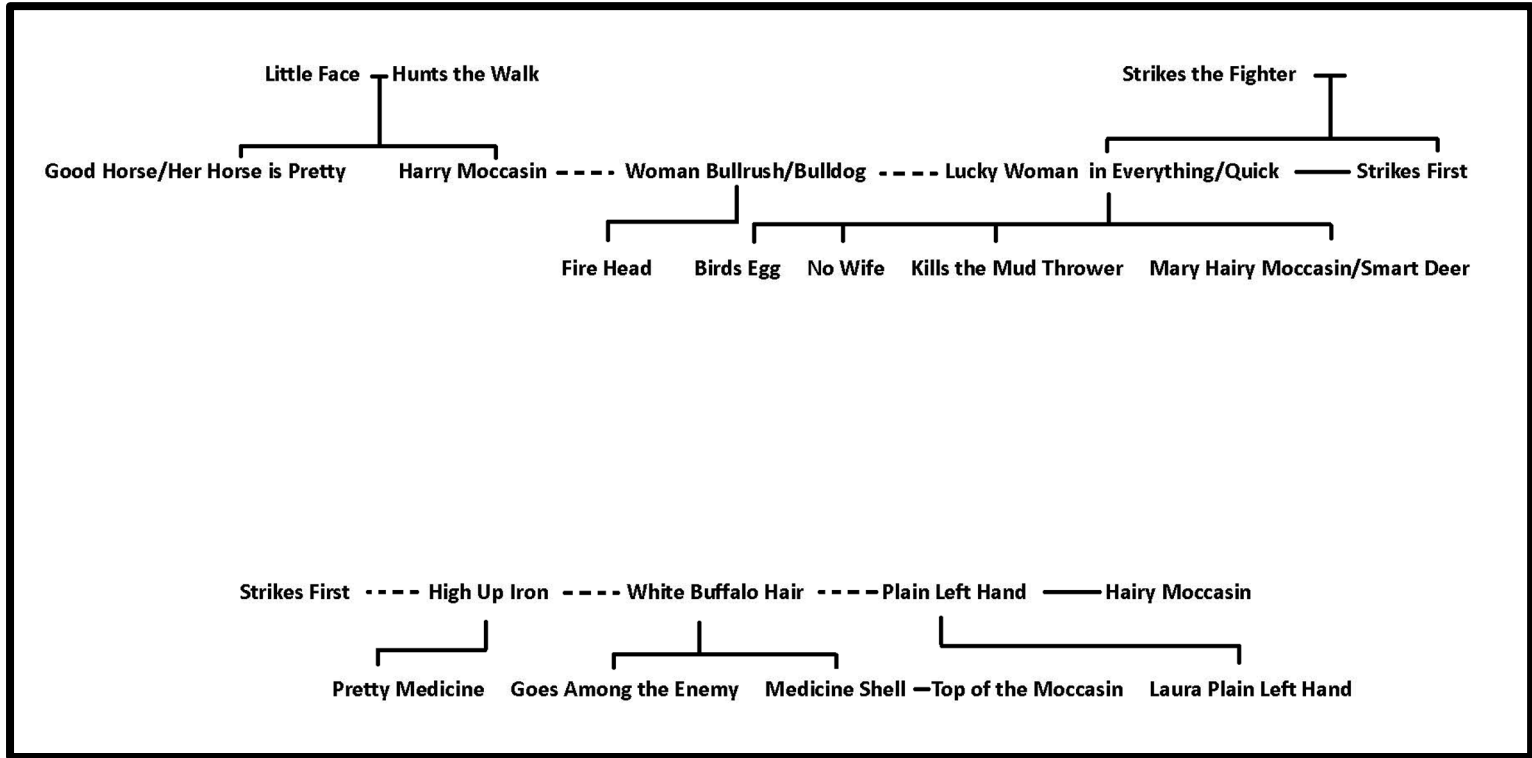 Little Face Hunts the Walk Strikes the Fighter
Good Horse/Her Horse is Pretty Harry Moccasin Woman Bullrush/Bulldog Lucky Woman in Everything/Quick Strikes First
Fire Head Birds Egg No Wife Kills the Mud Thrower Mary Hairy Moccasin/Smart Deer
Strikes First High Up Iron White Buffalo Hair Plain Left Hand Hairy Moccasin
Pretty Medicine Goes Among the Enemy Medicine Shell Top of the Moccasin Laura Plain Left Hand